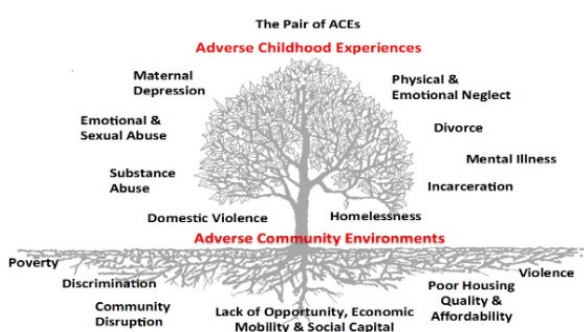 The Pair of ACEs
Adverse Childhood Experiences
Maternal
Depression
Physical &
Emotional Neglect
Emotional &
Sexual Abuse
Divorce
Mental Illness
Substance
Abuse
Incarceration
Domestic Violence
Homelessness
Adverse Community Environments
Poverty
Violence
Discrimination
Poor Housing
Quality &
Affordability
Community
Disruption
Lack of Opportunity, Economic
Mobility & Social Capital